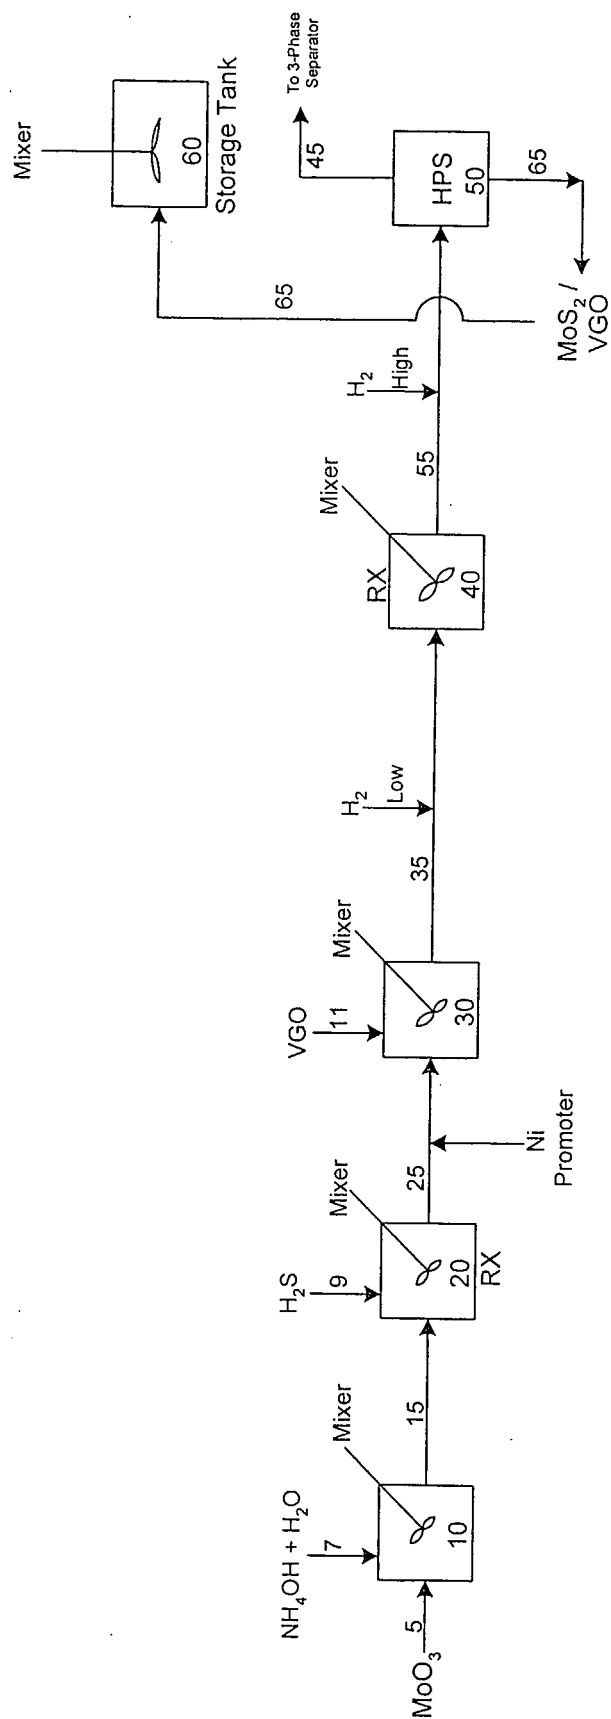 MoO3
5
NH4OH + H2O
7
Mixer
10
15
H2S
9
Mixer
20
RX
25
Ni
Promoter
VGO
11
Mixer
30
35
H2
Low
RX
Mixer
40
55
H2
High
HPS
50
45
To 3-Phase
Separator
65
MoS2 /
VGO
65
Mixer
60
Storage Tank